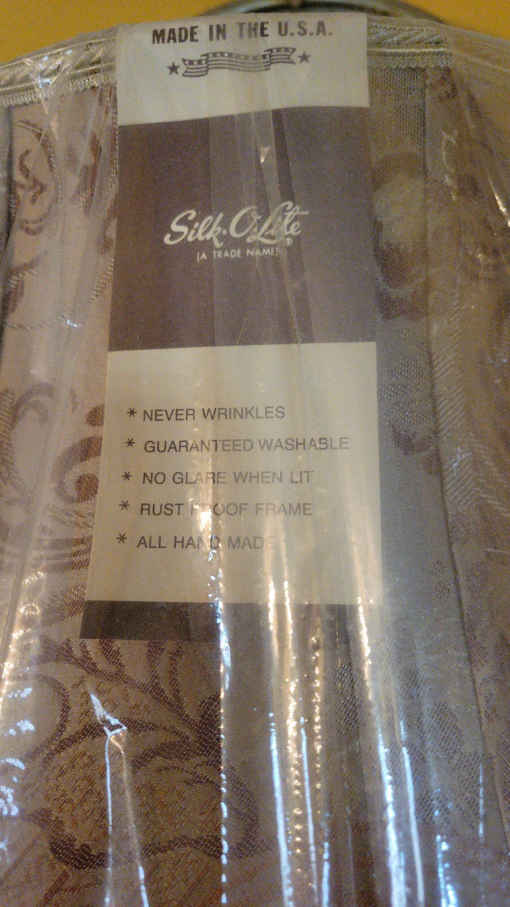 MADE IN THE U.S.A.
Silk-O-Lite®
(A TRADE NAME)
* NEVER WRINKLES
* GUARANTEED WASHABLE
* NO GLARE WHEN LIT
* RUST PROOF FRAME
* ALL HAND MADE